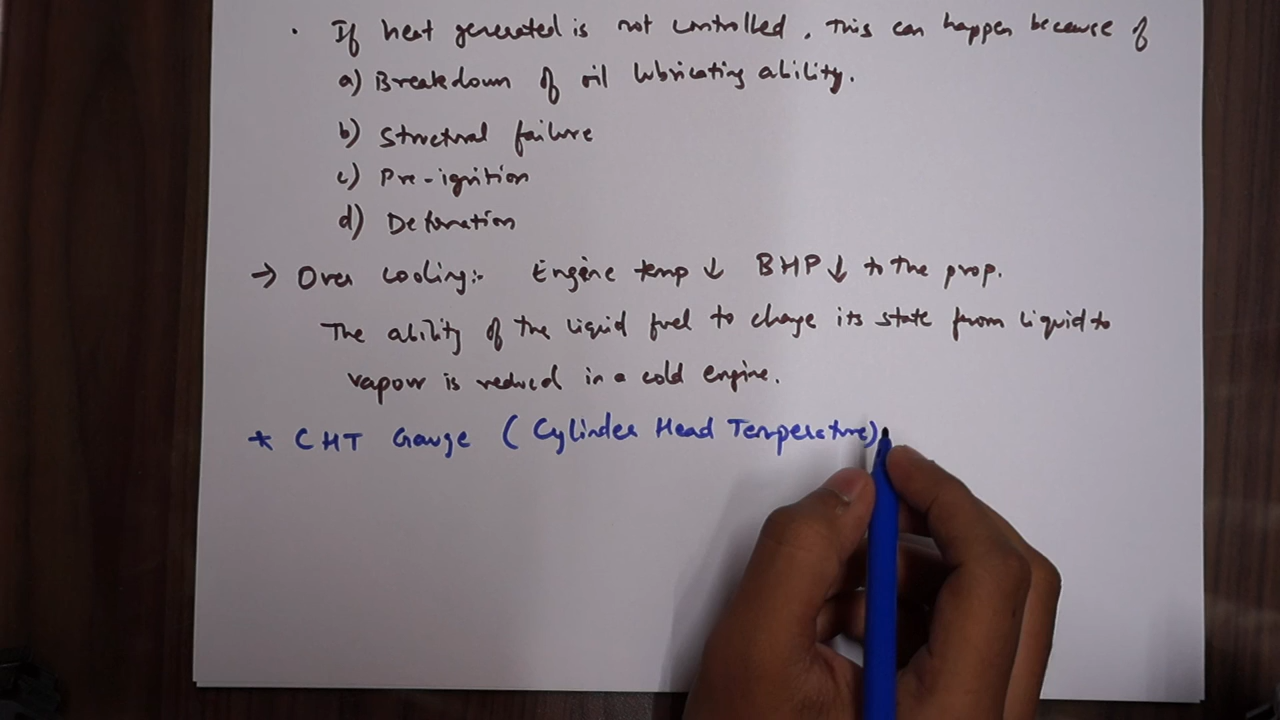 · If heat generated is not controlled, this can happen because of
a) Breakdown of oil lubricating ability.
b) Structural failure
c) Pre-ignition
d) Detonation
→ Over cooling:- Engine temp ↓ BHP ↓ to the prop.
The ability of the liquid fuel to change its state from liquid to
vapour is reduced in a cold engine.
* CHT Gauge (Cylinder Head Temperature)